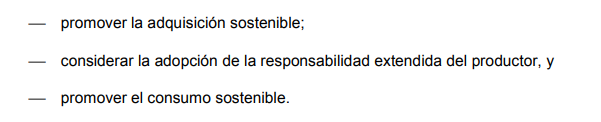 — promover la adquisición sostenible;
— considerar la adopción de la responsabilidad extendida del productor, y
— promover el consumo sostenible.